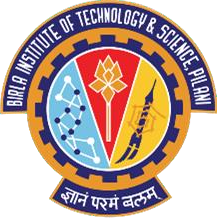 BIRLA INSTITUTE OF TECHNOLOGY & SCIENCE, PILANI
ज्ञानं परमं बलम्